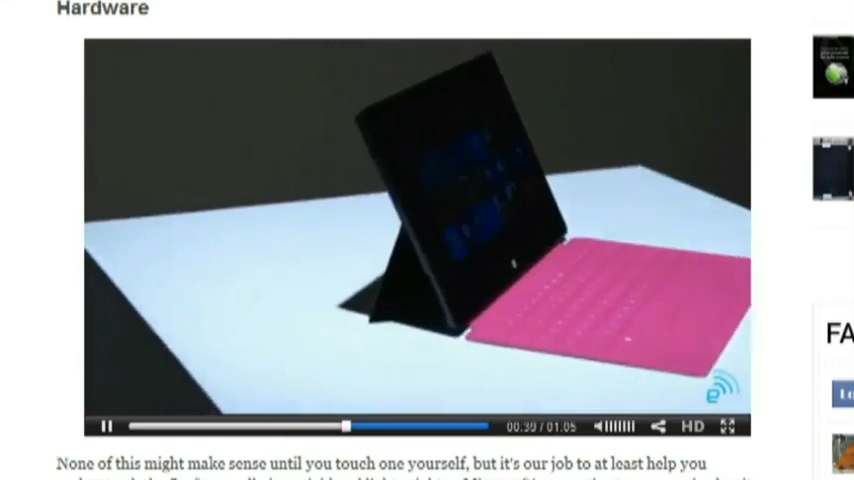 Hardware
00:39 / 01:05
HD
FA
None of this might make sense until you touch one yourself, but it's our job to at least help you